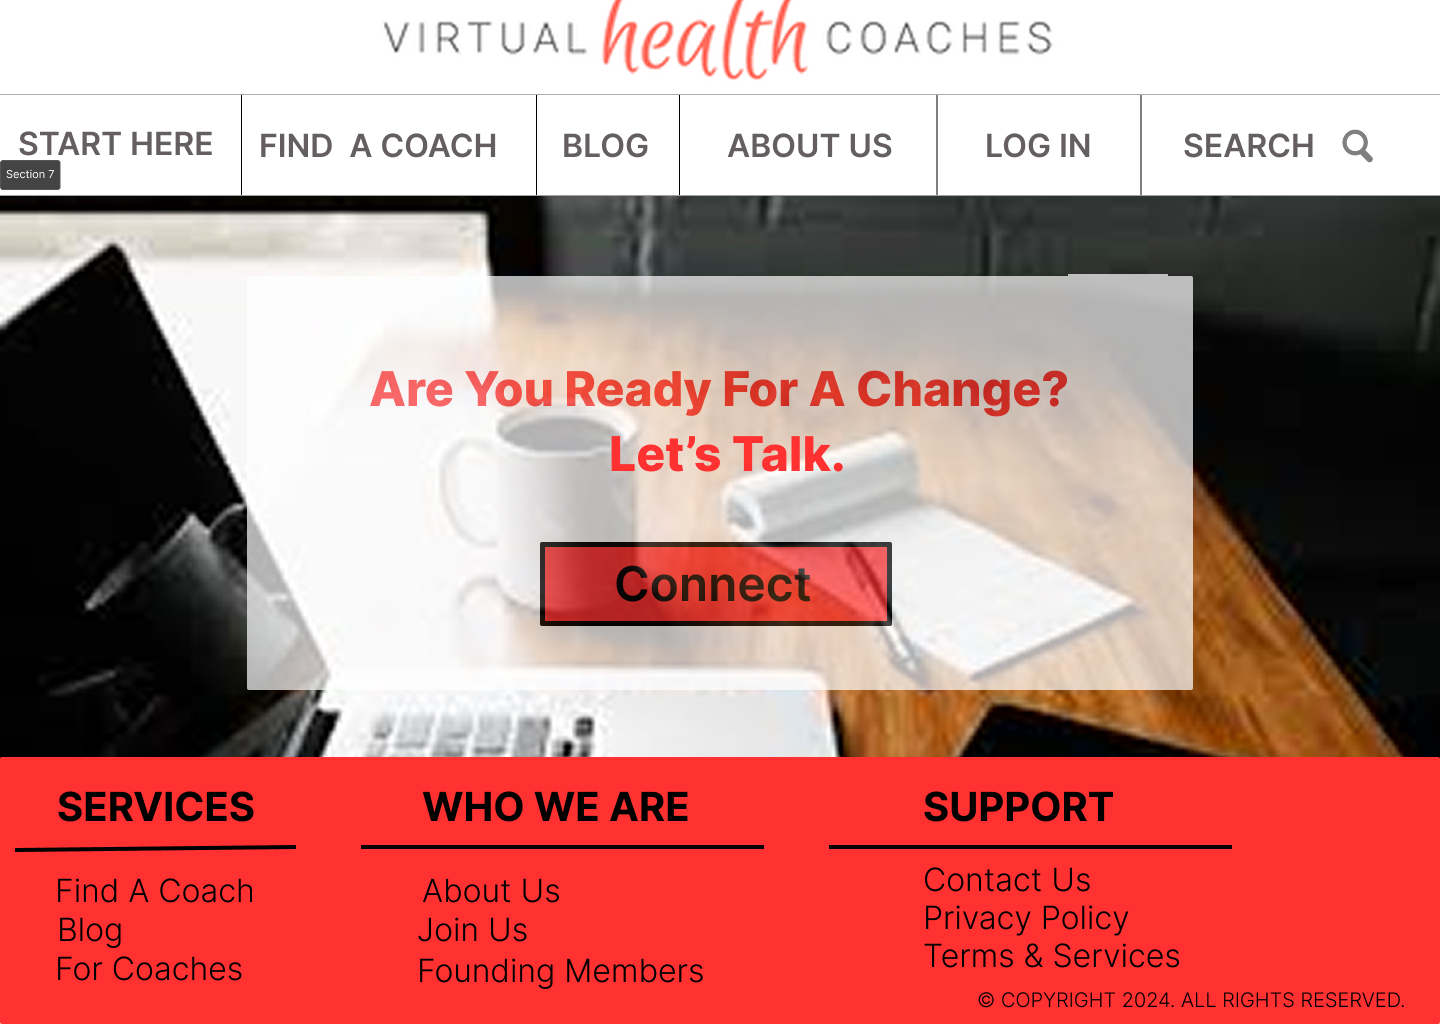 VIRTUAL health COACHES
START HERE
FIND A COACH
BLOG
ABOUT US
LOG IN
SEARCH
Section 7
Are You Ready For A Change?
Let’s Talk.
Connect
SERVICES
Find A Coach
Blog
For Coaches
WHO WE ARE
About Us
Join Us
Founding Members
SUPPORT
Contact Us
Privacy Policy
Terms & Services
© COPYRIGHT 2024. ALL RIGHTS RESERVED.